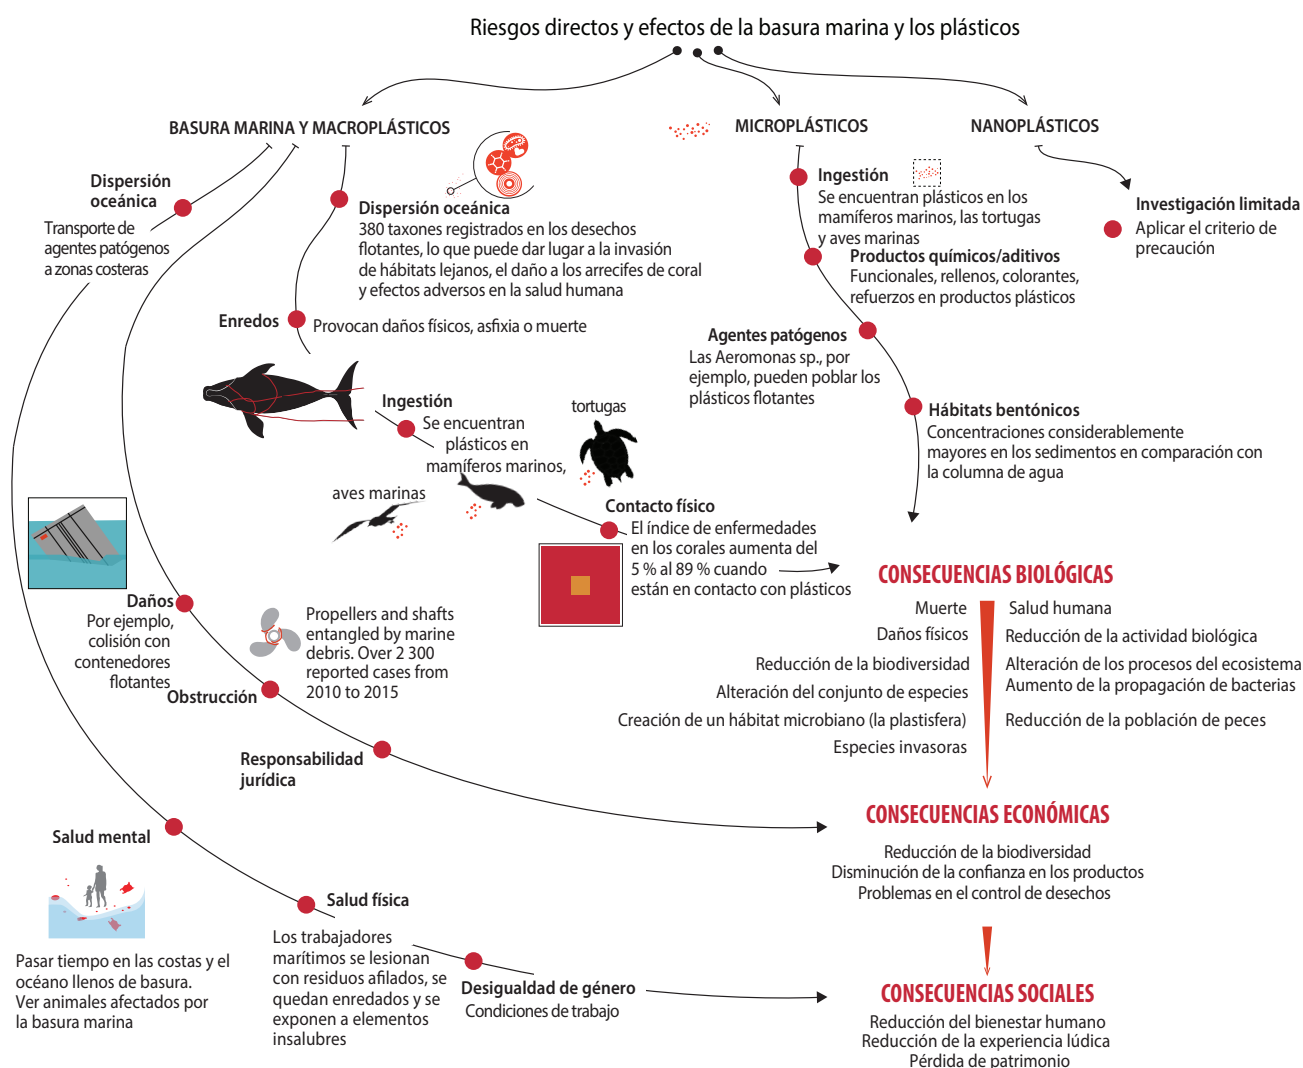 Riesgos directos y efectos de la basura marina y los plásticos
BASURA MARINA Y MACROPLÁSTICOS
MICROPLÁSTICOS
NANOPLÁSTICOS
Dispersión
oceánica
Transporte de
agentes patógenos
a zonas costeras
Dispersión oceánica
380 taxones registrados en los desechos
flotantes, lo que puede dar lugar a la invasión
de hábitats lejanos, el daño a los arrecifes de coral
y efectos adversos en la salud humana
Enredos
Provocan daños físicos, asfixia o muerte
Ingestión
Se encuentran
plásticos en
mamíferos marinos,
tortugas
aves marinas
Contacto físico
El índice de enfermedades
en los corales aumenta del
5 % al 89 % cuando
están en contacto con plásticos
Ingestión
Se encuentran plásticos en los
mamíferos marinos, las tortugas
y aves marinas
Productos químicos/aditivos
Funcionales, rellenos, colorantes,
refuerzos en productos plásticos
Agentes patógenos
Las Aeromonas sp., por
ejemplo, pueden poblar los
plásticos flotantes
Hábitats bentónicos
Concentraciones considerablemente
mayores en los sedimentos en comparación con
la columna de agua
Investigación limitada
Aplicar el criterio de
precaución
Daños
Por ejemplo,
colisión con
contenedores
flotantes
Propellers and shafts
entangled by marine
debris. Over 2 300
reported cases from
2010 to 2015
Obstrucción
Responsabilidad
jurídica
Salud mental
Pasar tiempo en las costas y el
océano llenos de basura.
Ver animales afectados por
la basura marina
Salud física
Los trabajadores
marítimos se lesionan
con residuos afilados, se
quedan enredados y se
exponen a elementos
insalubres
Desigualdad de género
Condiciones de trabajo
CONSECUENCIAS BIOLÓGICAS
Muerte
Daños físicos
Reducción de la biodiversidad
Alteración del conjunto de especies
Creación de un hábitat microbiano (la plastisfera)
Especies invasoras
Salud humana
Reducción de la actividad biológica
Alteración de los procesos del ecosistema
Aumento de la propagación de bacterias
Reducción de la población de peces
CONSECUENCIAS ECONÓMICAS
Reducción de la biodiversidad
Disminución de la confianza en los productos
Problemas en el control de desechos
CONSECUENCIAS SOCIALES
Reducción del bienestar humano
Reducción de la experiencia lúdica
Pérdida de patrimonio